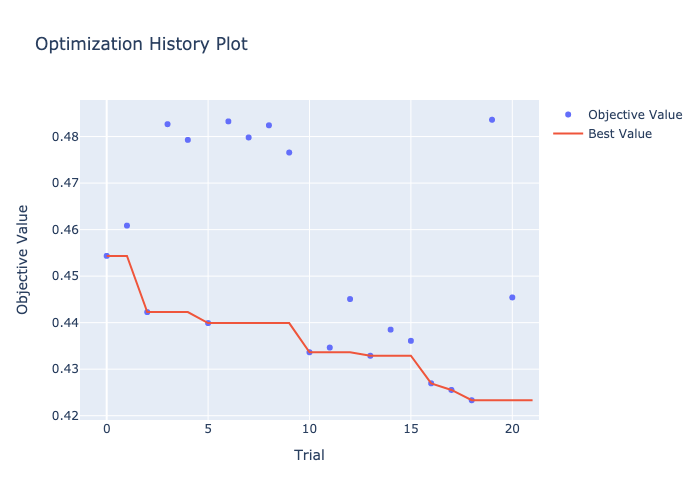 Optimization History Plot
Objective Value
Best Value
0.48
0.47
0.46
0.45
0.44
0.43
0.42
Objective Value
0 5 10 15 20
Trial